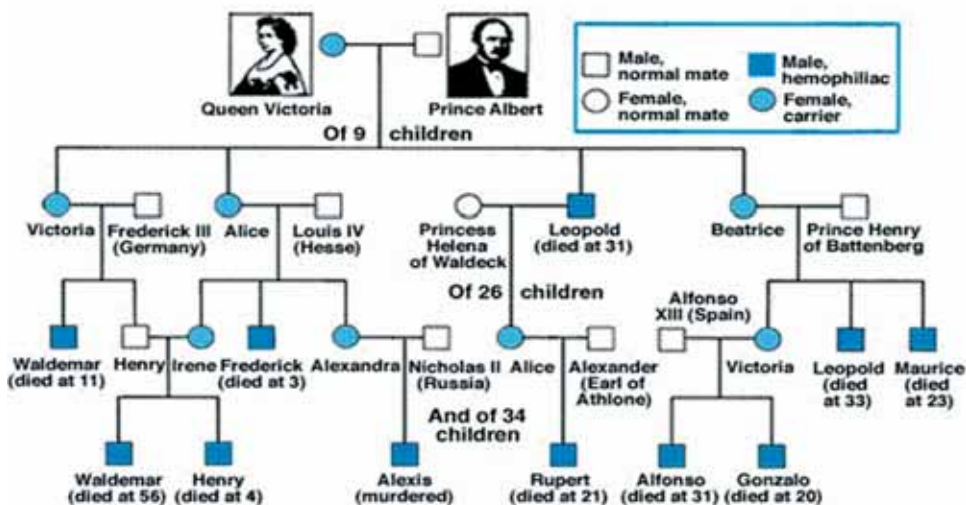 Queen Victoria
Prince Albert
Male,
normal mate
Male,
hemophiliac
Female,
normal mate
Female,
carrier
Of 9 children
Victoria
Frederick III
(Germany)
Alice
Louis IV
(Hesse)
Princess
Helena
of Waldeck
Leopold
(died at 31)
Beatrice
Prince Henry
of Battenberg
Of 26 children
Waldemar
(died at 11)
Henry
Irene
Frederick
(died at 3)
Alexandra
Nicholas II
(Russia)
Alice
Alexander
(Earl of
Athlone)
Alfonso
XIII (Spain)
Victoria
Leopold
(died
at 33)
Maurice
(died
at 23)
And of 34
children
Waldemar
(died at 56)
Henry
(died at 4)
Alexis
(murdered)
Rupert
(died at 21)
Alfonso
(died at 31)
Gonzalo
(died at 20)